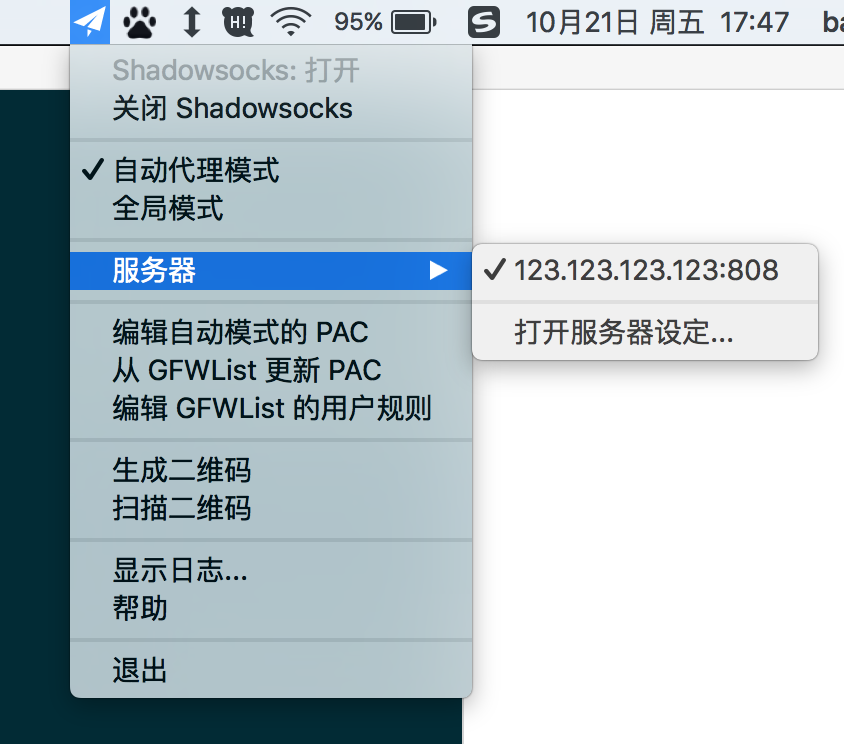 H!
95%
S
10月21日 周五 17:47
ba
Shadowsocks: 打开
关闭 Shadowsocks
自动代理模式
全局模式
服务器
123.123.123.123:808
打开服务器设定...
编辑自动模式的 PAC
从 GFWList 更新 PAC
编辑 GFWList 的用户规则
生成二维码
扫描二维码
显示日志...
帮助
退出